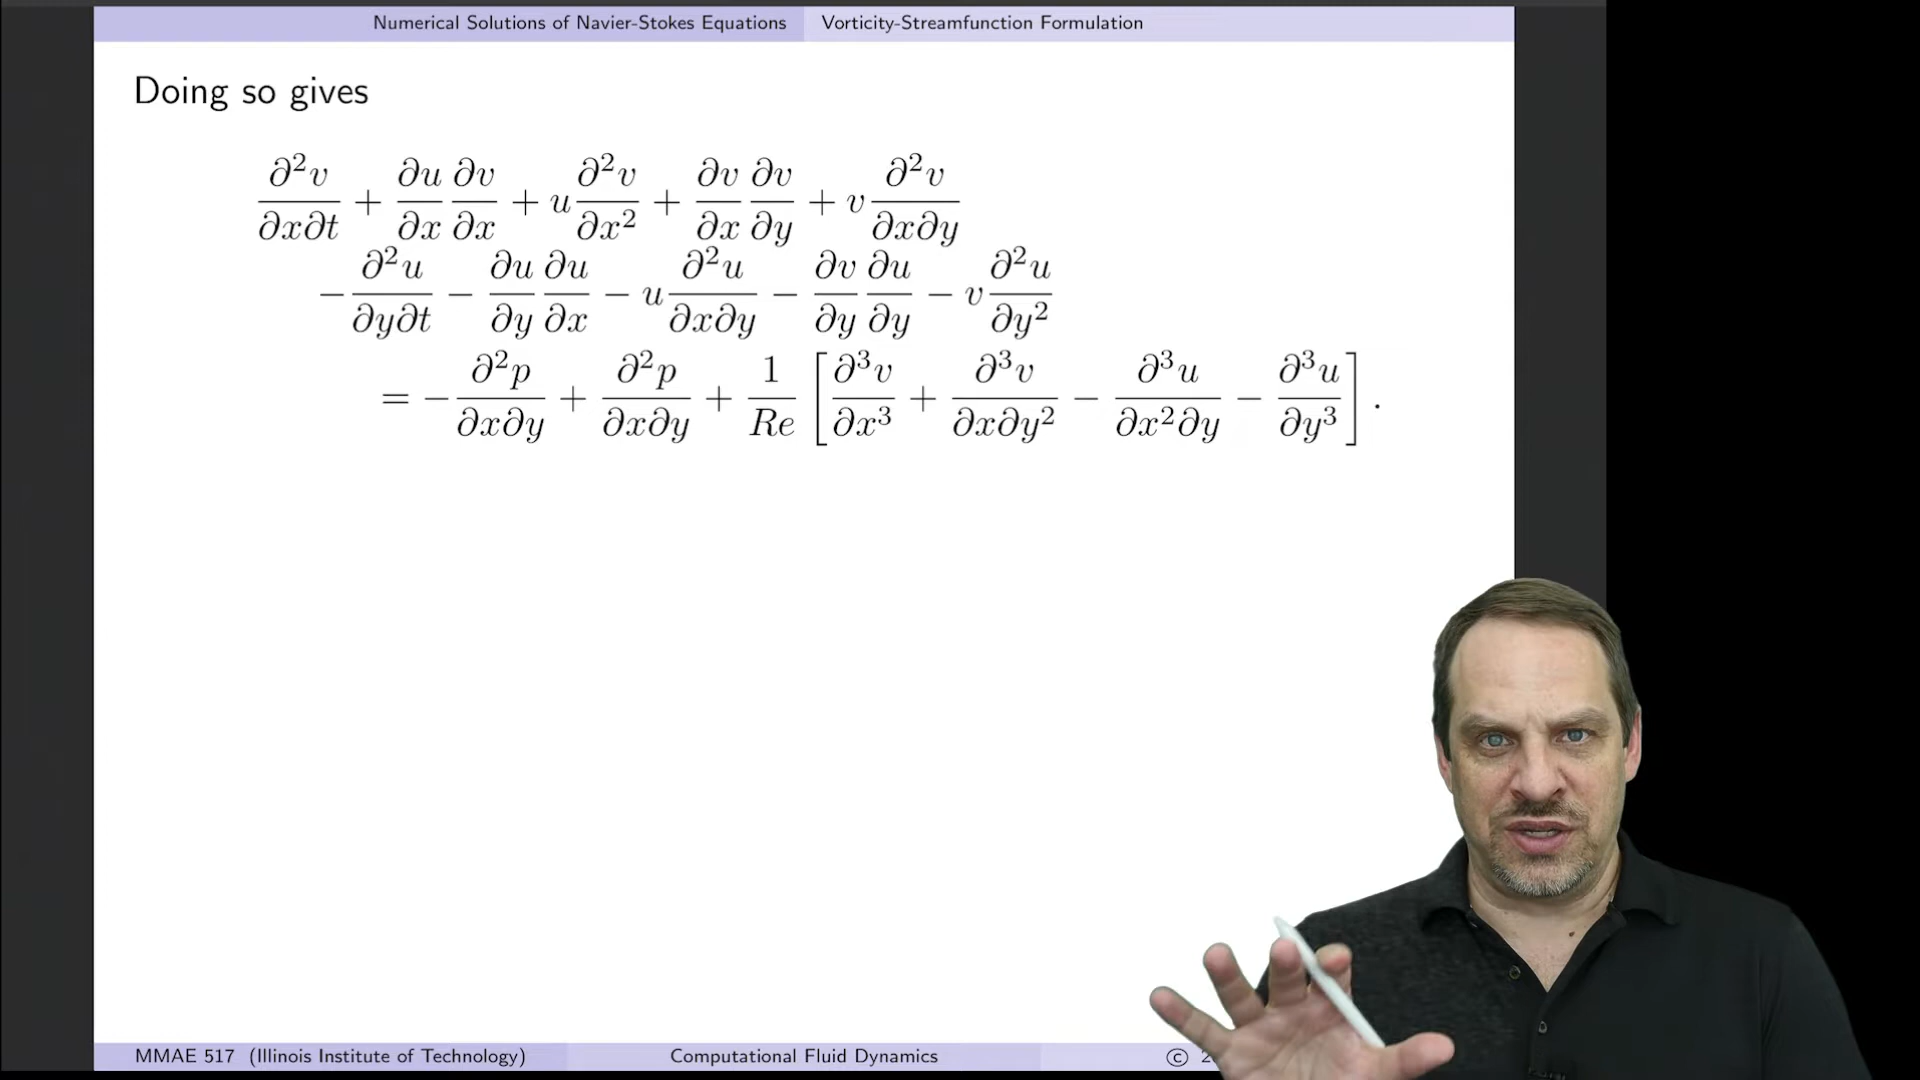 Numerical Solutions of Navier-Stokes Equations Vorticity-Streamfunction Formulation
Doing so gives
∂²v/∂x∂t + ∂u/∂x ∂v/∂x + u ∂²v/∂x² + ∂v/∂x ∂v/∂y + v ∂²v/∂x∂y
− ∂²u/∂y∂t − ∂u/∂y ∂u/∂x − u ∂²u/∂x∂y − ∂v/∂y ∂u/∂y − v ∂²u/∂y²
= − ∂²p/∂x∂y + ∂²p/∂x∂y + 1/Re [ ∂³v/∂x³ + ∂³v/∂x∂y² − ∂³u/∂x²∂y − ∂³u/∂y³ ] .
MMAE 517 (Illinois Institute of Technology) Computational Fluid Dynamics ©